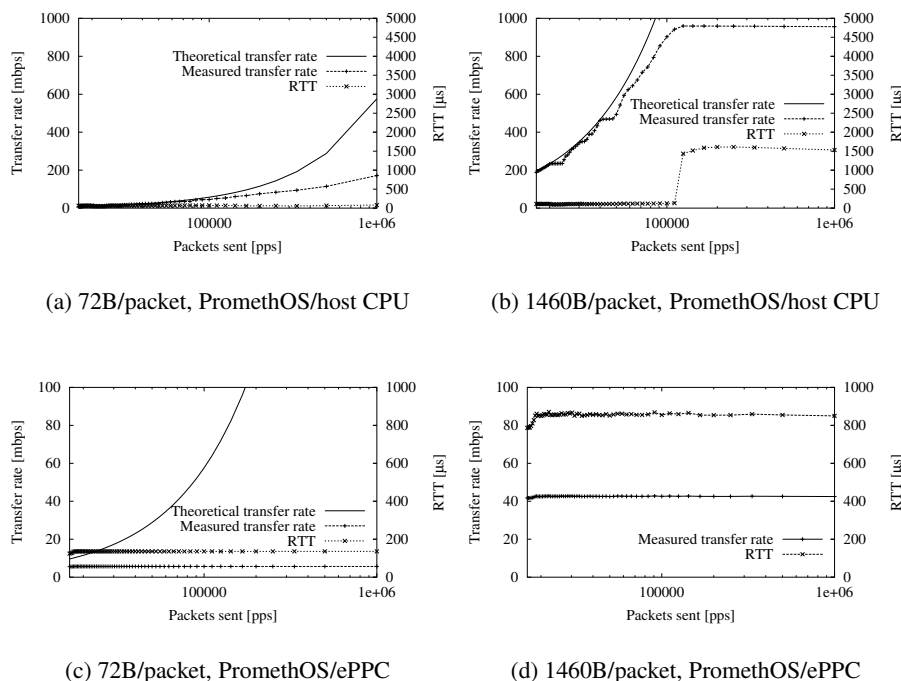 1000
800
600
400
200
0
Transfer rate [mbps]
5000
4500
4000
3500
3000
2500
2000
1500
1000
500
0
RTT [µs]
Theoretical transfer rate
Measured transfer rate
RTT
100000
1e+06
Packets sent [pps]
(a) 72B/packet, PromethOS/host CPU
1000
800
600
400
200
0
Transfer rate [mbps]
5000
4500
4000
3500
3000
2500
2000
1500
1000
500
0
RTT [µs]
Theoretical transfer rate
Measured transfer rate
RTT
100000
1e+06
Packets sent [pps]
(b) 1460B/packet, PromethOS/host CPU
100
80
60
40
20
0
Transfer rate [mbps]
1000
800
600
400
200
0
RTT [µs]
Theoretical transfer rate
Measured transfer rate
RTT
100000
1e+06
Packets sent [pps]
(c) 72B/packet, PromethOS/ePPC
100
80
60
40
20
0
Transfer rate [mbps]
1000
800
600
400
200
0
RTT [µs]
Measured transfer rate
RTT
100000
1e+06
Packets sent [pps]
(d) 1460B/packet, PromethOS/ePPC